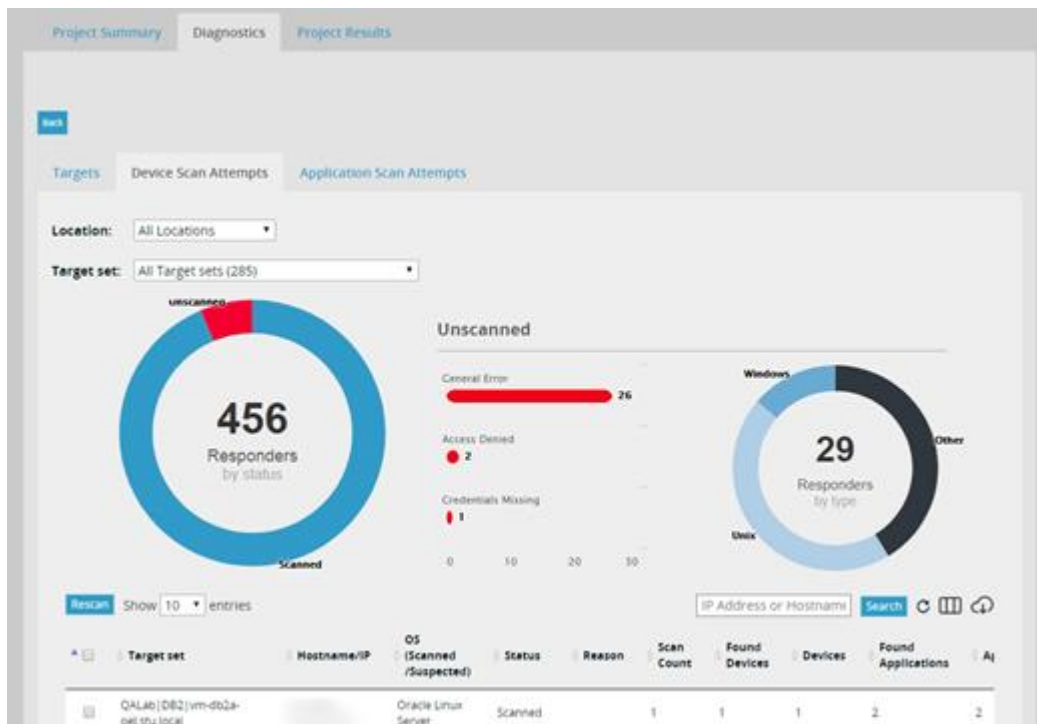 Project Summary Diagnostics Project Results
Back
Targets Device Scan Attempts Application Scan Attempts
Location: All Locations
Target set: All Target sets (285)
Unscanned
456
Responders
by status
Scanned
Unscanned
General Error
26
Access Denied
2
Credentials Missing
1
0 10 20 30
Windows
Other
29
Responders
by type
Unix
Rescan Show 10 entries
IP Address or Hostname Search
Target set Hostname/IP OS (Scanned /Suspected) Status Reason Scan Count Found Devices Devices Found Applications
QALab|DB2|vm-db2a- Oracle Linux Scanned 1 1 1 2 2
pel.stu.local Server